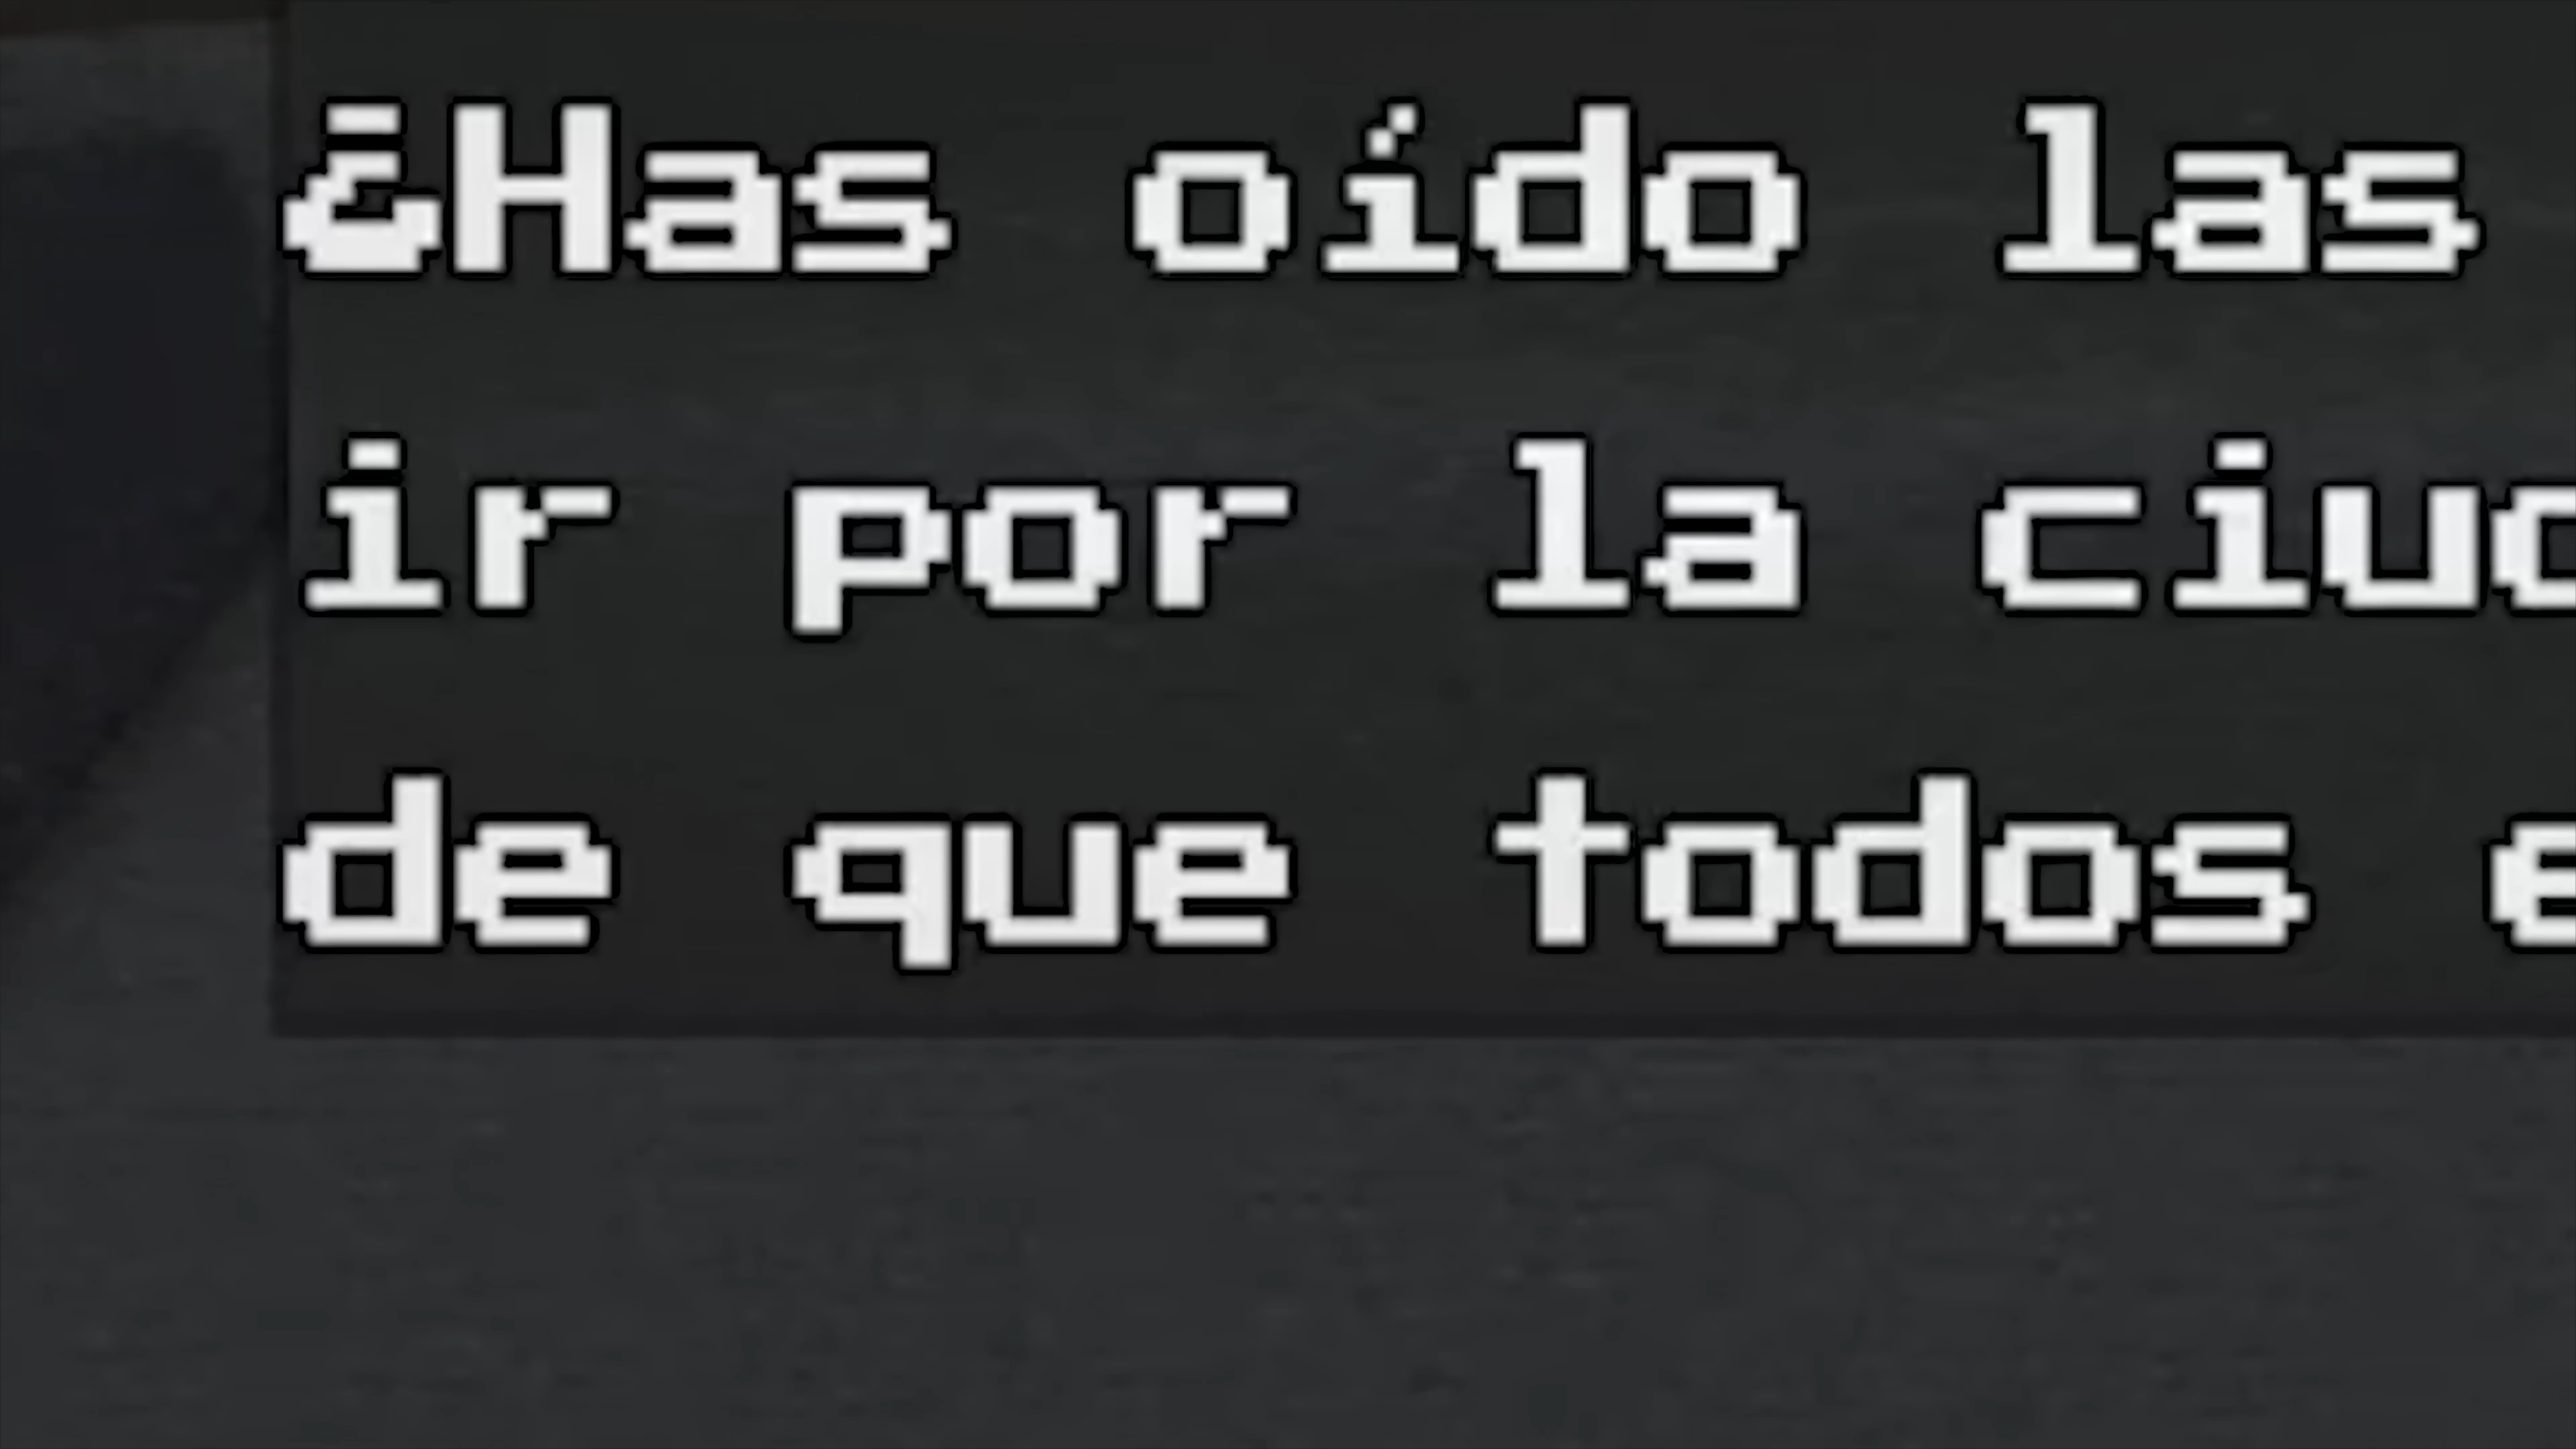 ¿Has oído las
ir por la
de que todos